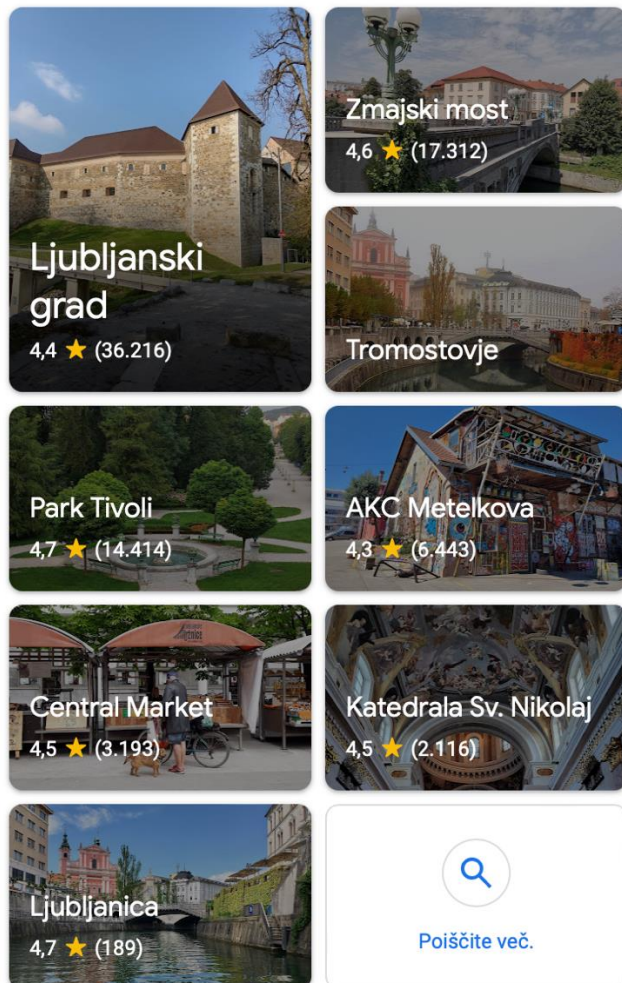 Ljubljanski
grad
4,4 ★ (36.216)
Zmajski most
4,6 ★ (17.312)
Tromostovje
Park Tivoli
4,7 ★ (14.414)
AKC Metelkova
4,3 ★ (6.443)
Central Market
4,5 ★ (3.193)
Katedrala Sv. Nikolaj
4,5 ★ (2.116)
Ljubljanica
4,7 ★ (189)
Poiščite več.